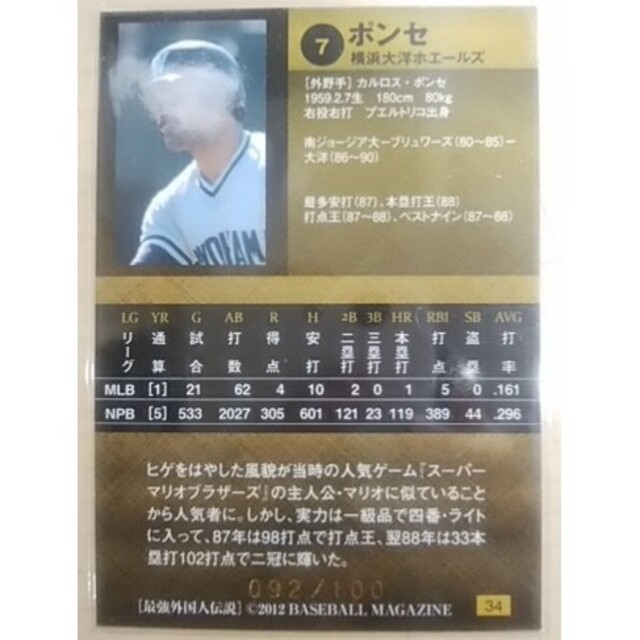 7
ポンセ
横浜大洋ホエールズ
[外野手] カルロス・ポンセ
1959.2.7生 180cm 80kg
右投右打 プエルトリコ出身
南ジョージア大ーブリュワーズ(80〜85)ー
大洋(86〜90)
最多安打(87)、本塁打王(88)
打点王(87〜88)、ベストナイン(87〜88)
YOKAM
LG YR G AB R H 2B 3B HR RBI SB AVG
リーグ 通算 試合 打数 得点 安打 二塁打 三塁打 本塁打 打点 盗塁 打率
MLB [1] 21 62 4 10 2 0 1 5 0 .161
NPB [5] 533 2027 305 601 121 23 119 389 44 .296
ヒゲをはやした風貌が当時の人気ゲーム『スーパー
マリオブラザーズ』の主人公・マリオに似ていること
から人気者に。しかし、実力は一級品で四番・ライト
に入って、87年は98打点で打点王、翌88年は33本
塁打102打点で二冠に輝いた。
092/100
[最強外国人伝説] ©2012 BASEBALL MAGAZINE 34